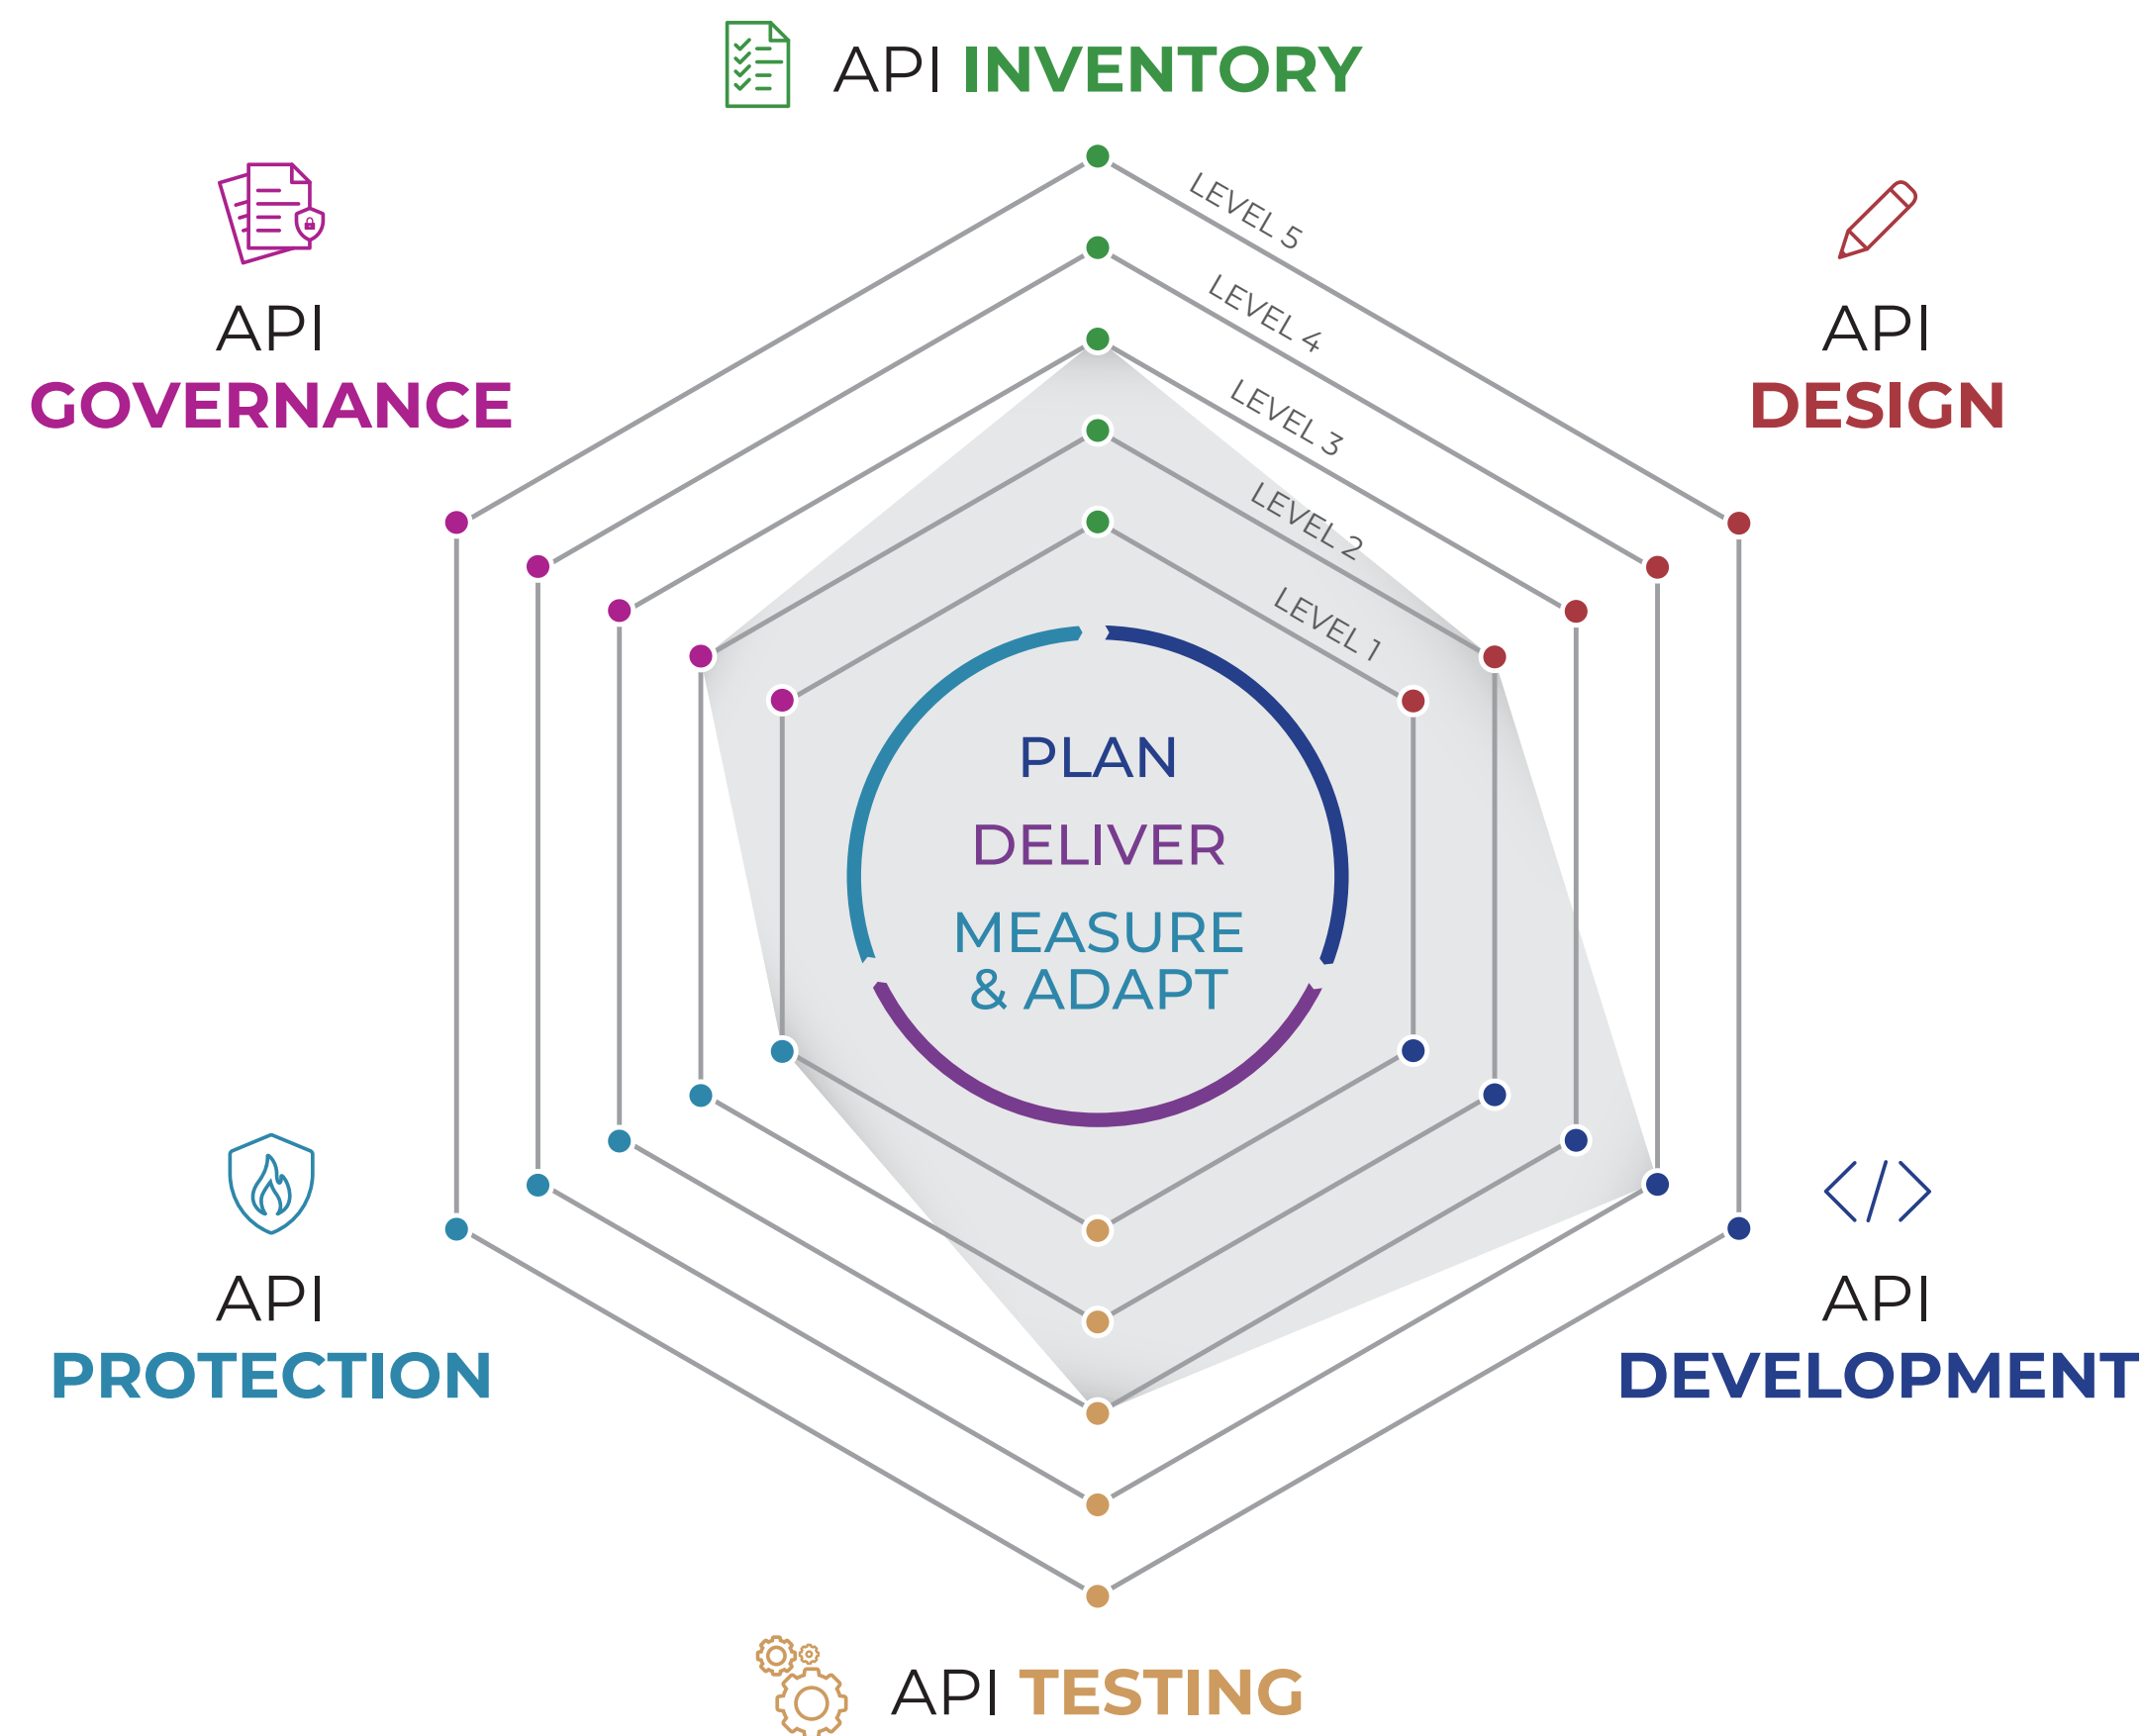 API INVENTORY
API
GOVERNANCE
API
DESIGN
LEVEL 5
LEVEL 4
LEVEL 3
LEVEL 2
LEVEL 1
PLAN
DELIVER
MEASURE
& ADAPT
API
PROTECTION
API
DEVELOPMENT
API TESTING